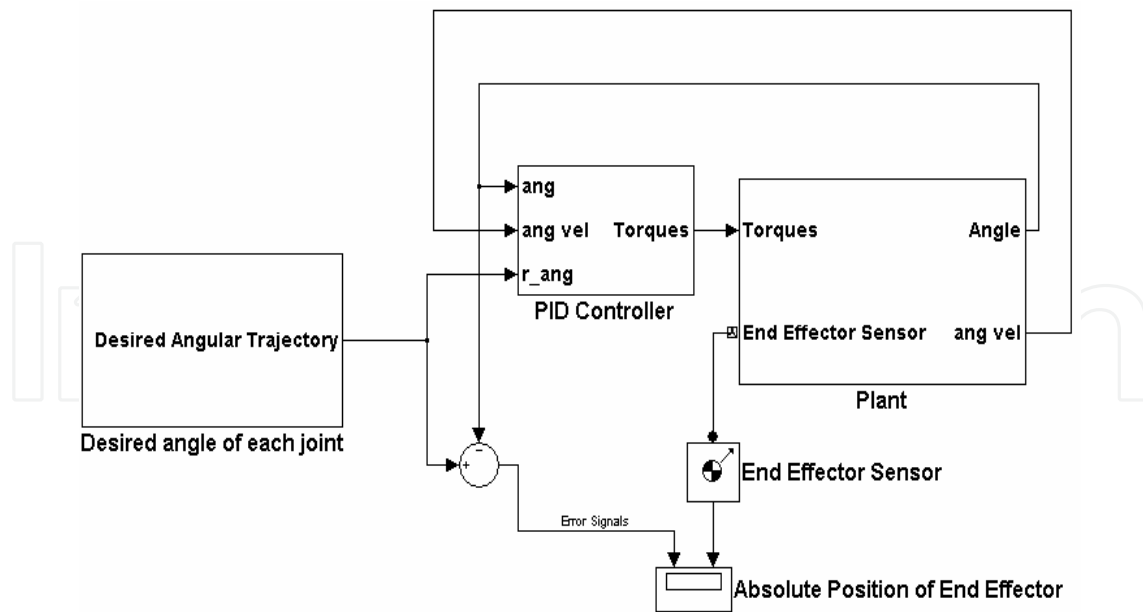 ang
ang vel
r_ang
Torques
PID Controller
Torques
Angle
End Effector Sensor
ang vel
Plant
Desired Angular Trajectory
Desired angle of each joint
−
+
End Effector Sensor
Error Signals
Absolute Position of End Effector